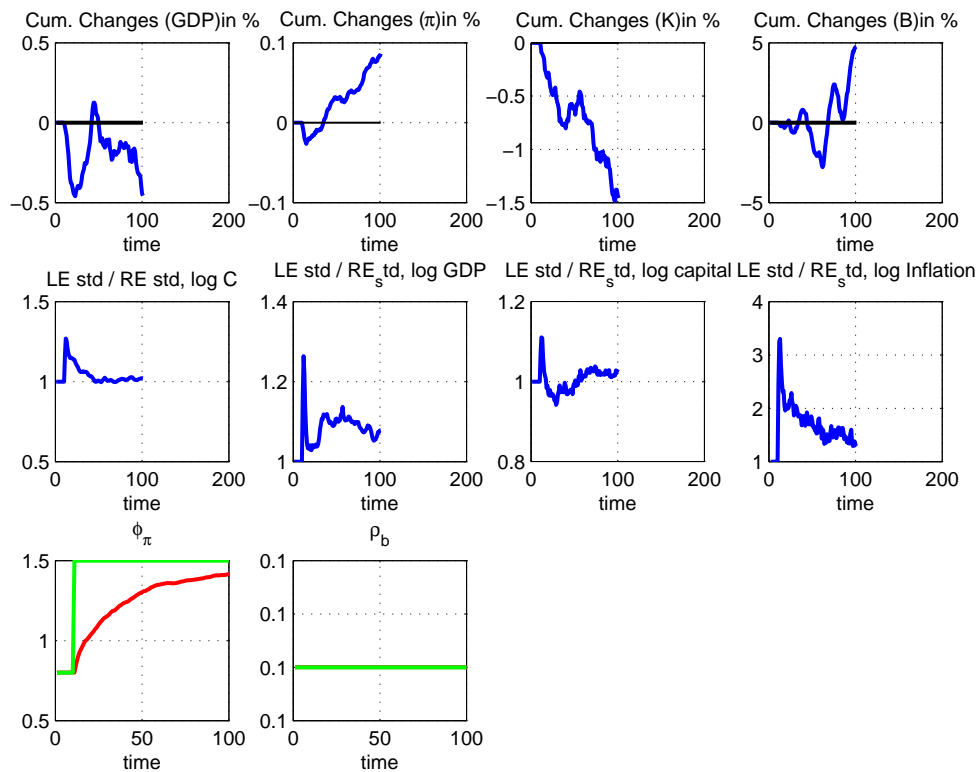 Cum. Changes (GDP)in %
0.5
0
−0.5
0 100 200
time
Cum. Changes (π)in %
0.1
0
−0.1
0 100 200
time
Cum. Changes (K)in %
0
−0.5
−1
−1.5
0 100 200
time
Cum. Changes (B)in %
5
0
−5
0 100 200
time
LE std / RE std, log C
1.5
1
0.5
0 100 200
time
LE std / RE_std, log GDP
1.4
1.2
1
0 100 200
time
LE std / RE_std, log capital
1.2
1
0.8
0 100 200
time
LE std / RE_std, log Inflation
4
3
2
1
0 100 200
time
ϕ_π
1.5
1
0.5
0 50 100
time
ρ_b
0.1
0.1
0.1
0.1
0 50 100
time